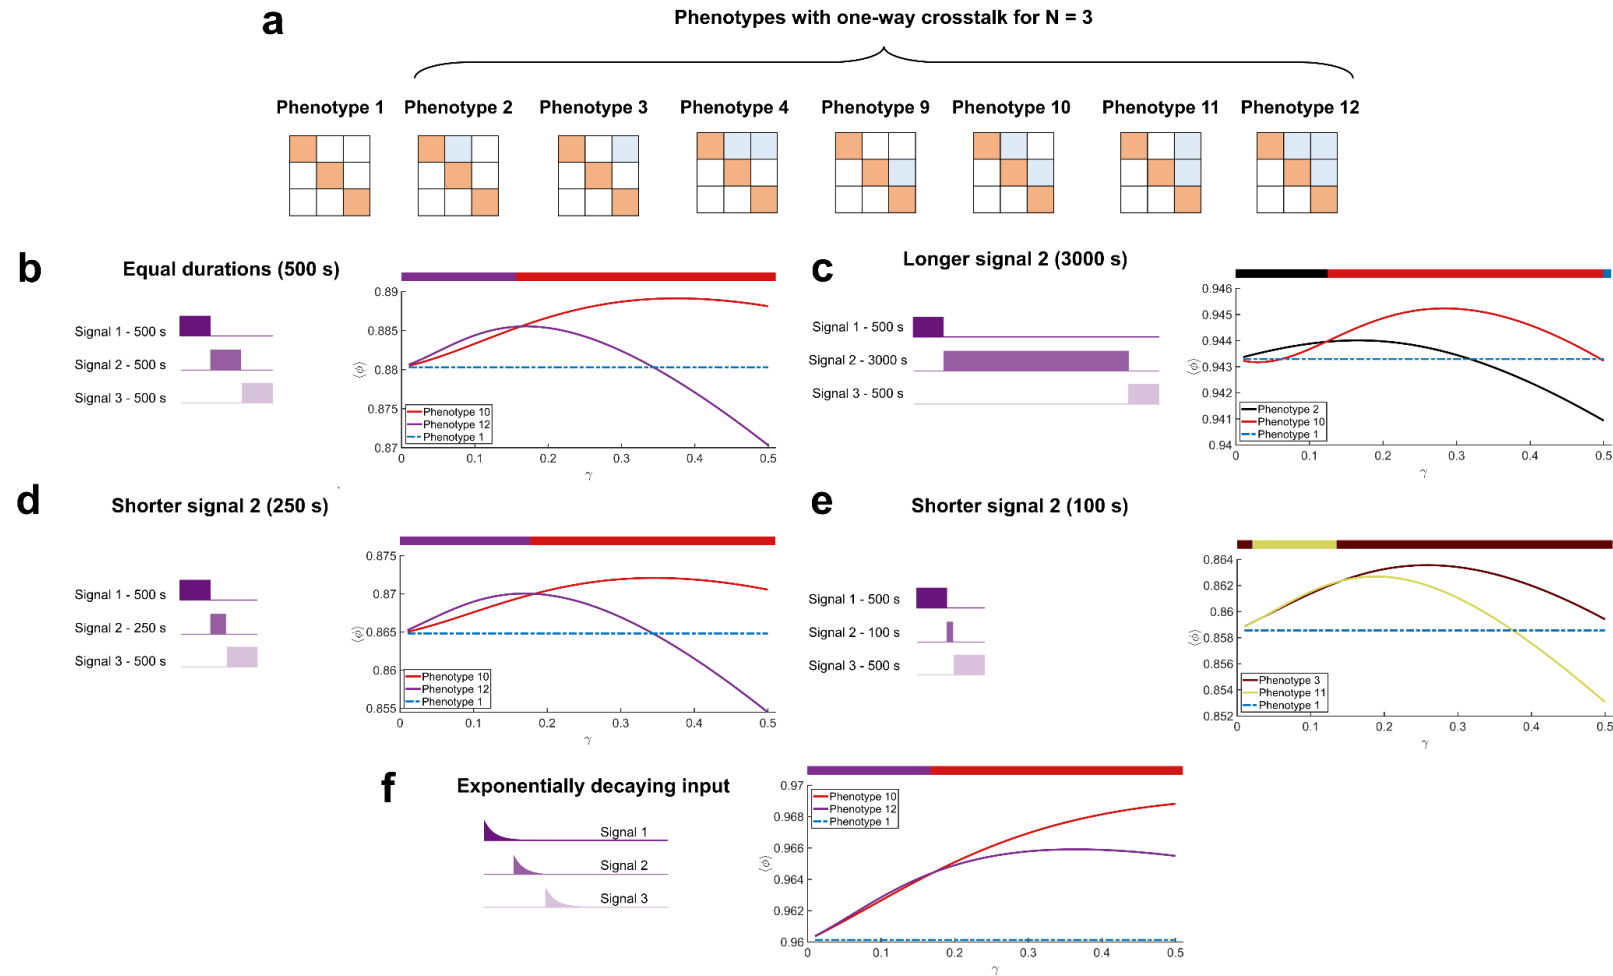 a
Phenotypes with one-way crosstalk for N = 3
Phenotype 1
Phenotype 2
Phenotype 3
Phenotype 4
Phenotype 9
Phenotype 10
Phenotype 11
Phenotype 12
b
Equal durations (500 s)
Signal 1 - 500 s
Signal 2 - 500 s
Signal 3 - 500 s
0.89
0.885
0.88
0.875
0.87
⟨ϕ⟩
Phenotype 10
Phenotype 12
Phenotype 1
0 0.1 0.2 0.3 0.4 0.5
γ
c
Longer signal 2 (3000 s)
Signal 1 - 500 s
Signal 2 - 3000 s
Signal 3 - 500 s
0.946
0.945
0.944
0.943
0.942
0.941
0.94
⟨ϕ⟩
Phenotype 2
Phenotype 10
Phenotype 1
0 0.1 0.2 0.3 0.4 0.5
γ
d
Shorter signal 2 (250 s)
Signal 1 - 500 s
Signal 2 - 250 s
Signal 3 - 500 s
0.875
0.87
0.865
0.86
0.855
⟨ϕ⟩
Phenotype 10
Phenotype 12
Phenotype 1
0 0.1 0.2 0.3 0.4 0.5
γ
e
Shorter signal 2 (100 s)
Signal 1 - 500 s
Signal 2 - 100 s
Signal 3 - 500 s
0.864
0.862
0.86
0.858
0.856
0.854
0.852
⟨ϕ⟩
Phenotype 3
Phenotype 11
Phenotype 1
0 0.1 0.2 0.3 0.4 0.5
γ
f
Exponentially decaying input
Signal 1
Signal 2
Signal 3
0.97
0.968
0.966
0.964
0.962
0.96
⟨ϕ⟩
Phenotype 10
Phenotype 12
Phenotype 1
0 0.1 0.2 0.3 0.4 0.5
γ